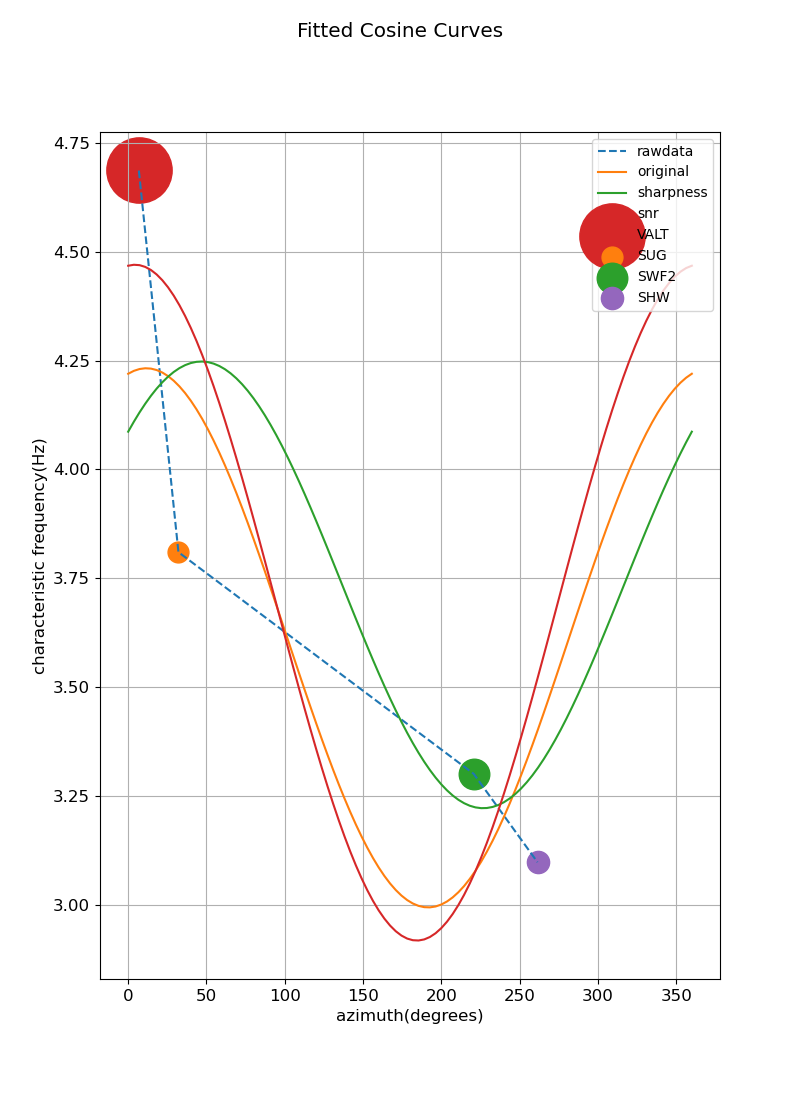 Fitted Cosine Curves
4.75
4.50
4.25
4.00
3.75
3.50
3.25
3.00
characteristic frequency(Hz)
rawdata
original
sharpness
snr
VALT
SUG
SWF2
SHW
0 50 100 150 200 250 300 350
azimuth(degrees)